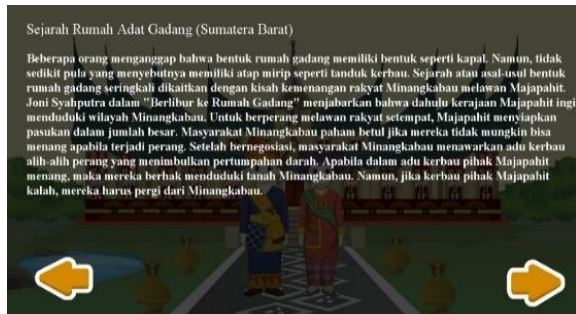 Sejarah Rumah Adat Gadang (Sumatera Barat)
Beberapa orang menganggap bahwa bentuk rumah gadang memiliki bentuk seperti kapal. Namun, tidak
sedikit pula yang menyebutnya memiliki atap mirip seperti tanduk kerbau. Sejarah atau asal-usul bentuk
rumah gadang seringkali dikaitkan dengan kisah kemenangan rakyat Minangkabau melawan Majapahit.
Joni Syahputra dalam "Berlibur ke Rumah Gadang" menjabarkan bahwa dahulu kerajaan Majapahit ingi
menduduki wilayah Minangkabau. Untuk berperang melawan rakyat setempat, Majapahit menyiapkan
pasukan dalam jumlah besar. Masyarakat Minangkabau paham betul jika mereka tidak mungkin bisa
menang apabila terjadi perang. Setelah bernegosiasi, masyarakat Minangkabau menawarkan adu kerbau
alih-alih perang yang menimbulkan pertumpahan darah. Apabila dalam adu kerbau pihak Majapahit
menang, maka mereka berhak menduduki tanah Minangkabau. Namun, jika kerbau pihak Majapahit
kalah, mereka harus pergi dari Minangkabau.